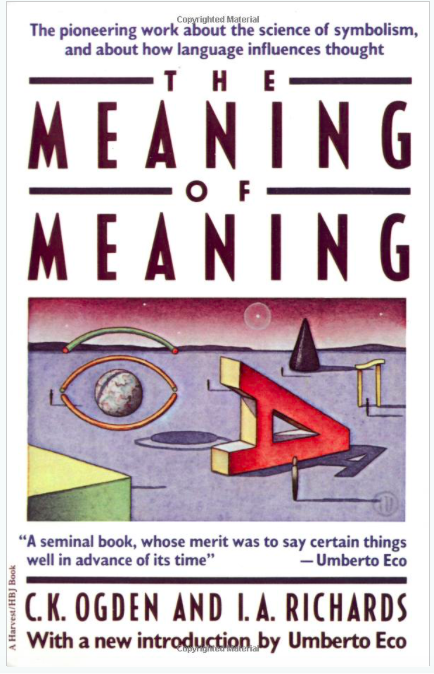 Copyrighted Material
The pioneering work about the science of symbolism,
and about how language influences thought
THE
MEANING
OF
MEANING
A
"A seminal book, whose merit was to say certain things
well in advance of its time" — Umberto Eco
A Harvest/HBJ Book
C.K. OGDEN AND I.A. RICHARDS
With a new introduction by Umberto Eco
Copyrighted Material